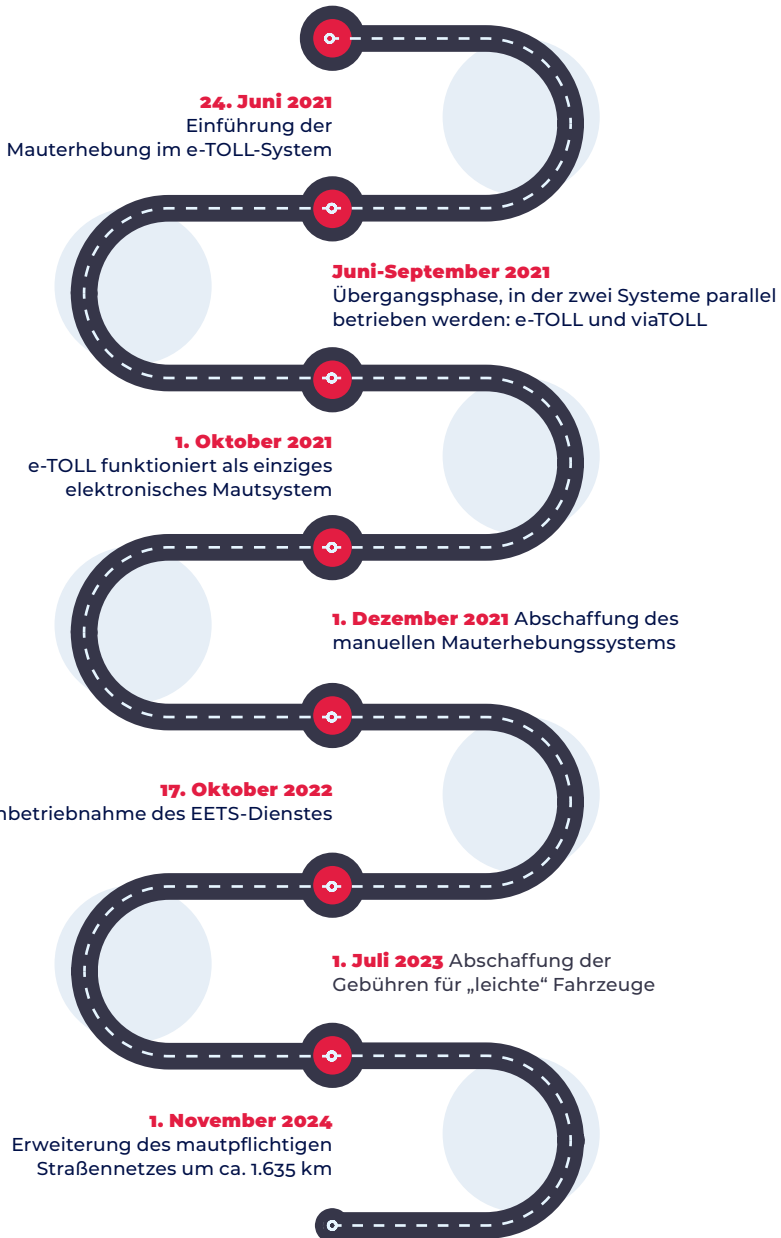 24. Juni 2021
Einführung der
Mauterhebung im e-TOLL-System
Juni-September 2021
Übergangsphase, in der zwei Systeme parallel
betrieben werden: e-TOLL und viaTOLL
1. Oktober 2021
e-TOLL funktioniert als einziges
elektronisches Mautsystem
1. Dezember 2021 Abschaffung des
manuellen Mauterhebungssystems
17. Oktober 2022
nbetriebnahme des EETS-Dienstes
1. Juli 2023 Abschaffung der
Gebühren für „leichte“ Fahrzeuge
1. November 2024
Erweiterung des mautpflichtigen
Straßennetzes um ca. 1.635 km